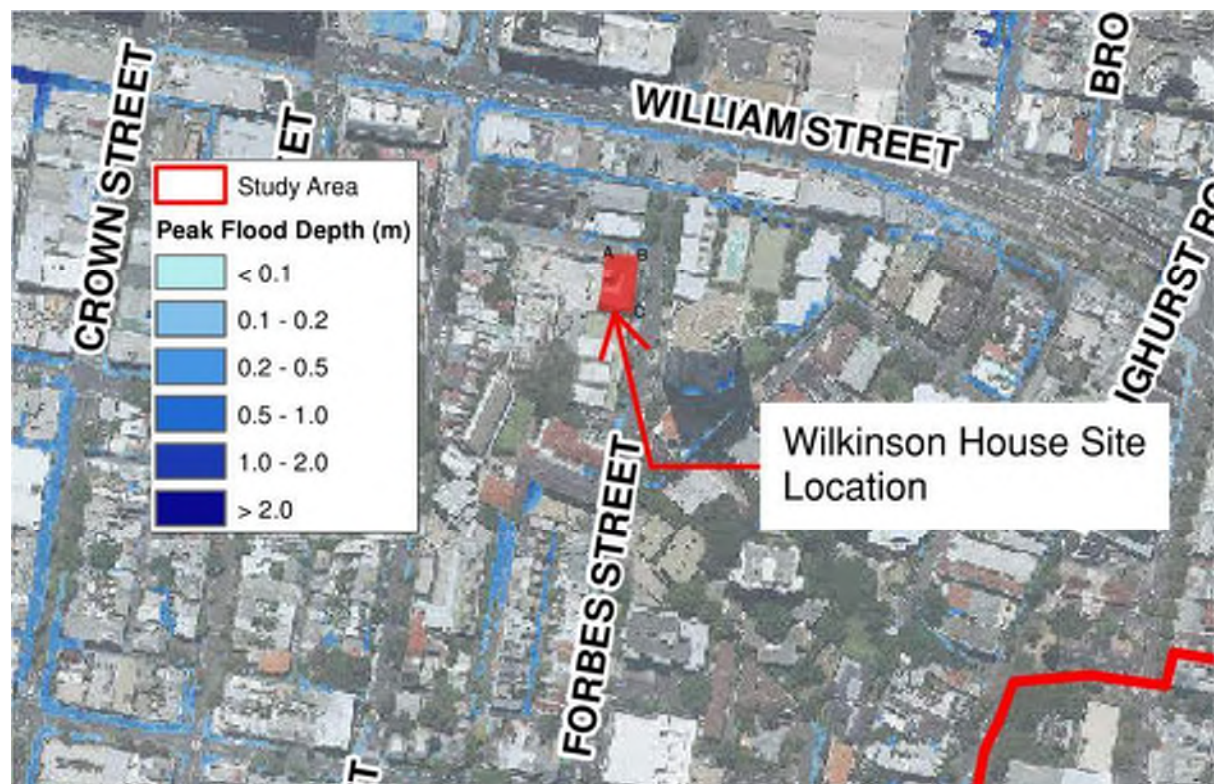 BRO
WILLIAM STREET
CROWN STREET
ET
Study Area
Peak Flood Depth (m)
< 0.1
0.1 - 0.2
0.2 - 0.5
0.5 - 1.0
1.0 - 2.0
> 2.0
A B
C
IGHURST RO
Wilkinson House Site
Location
FORBES STREET
T